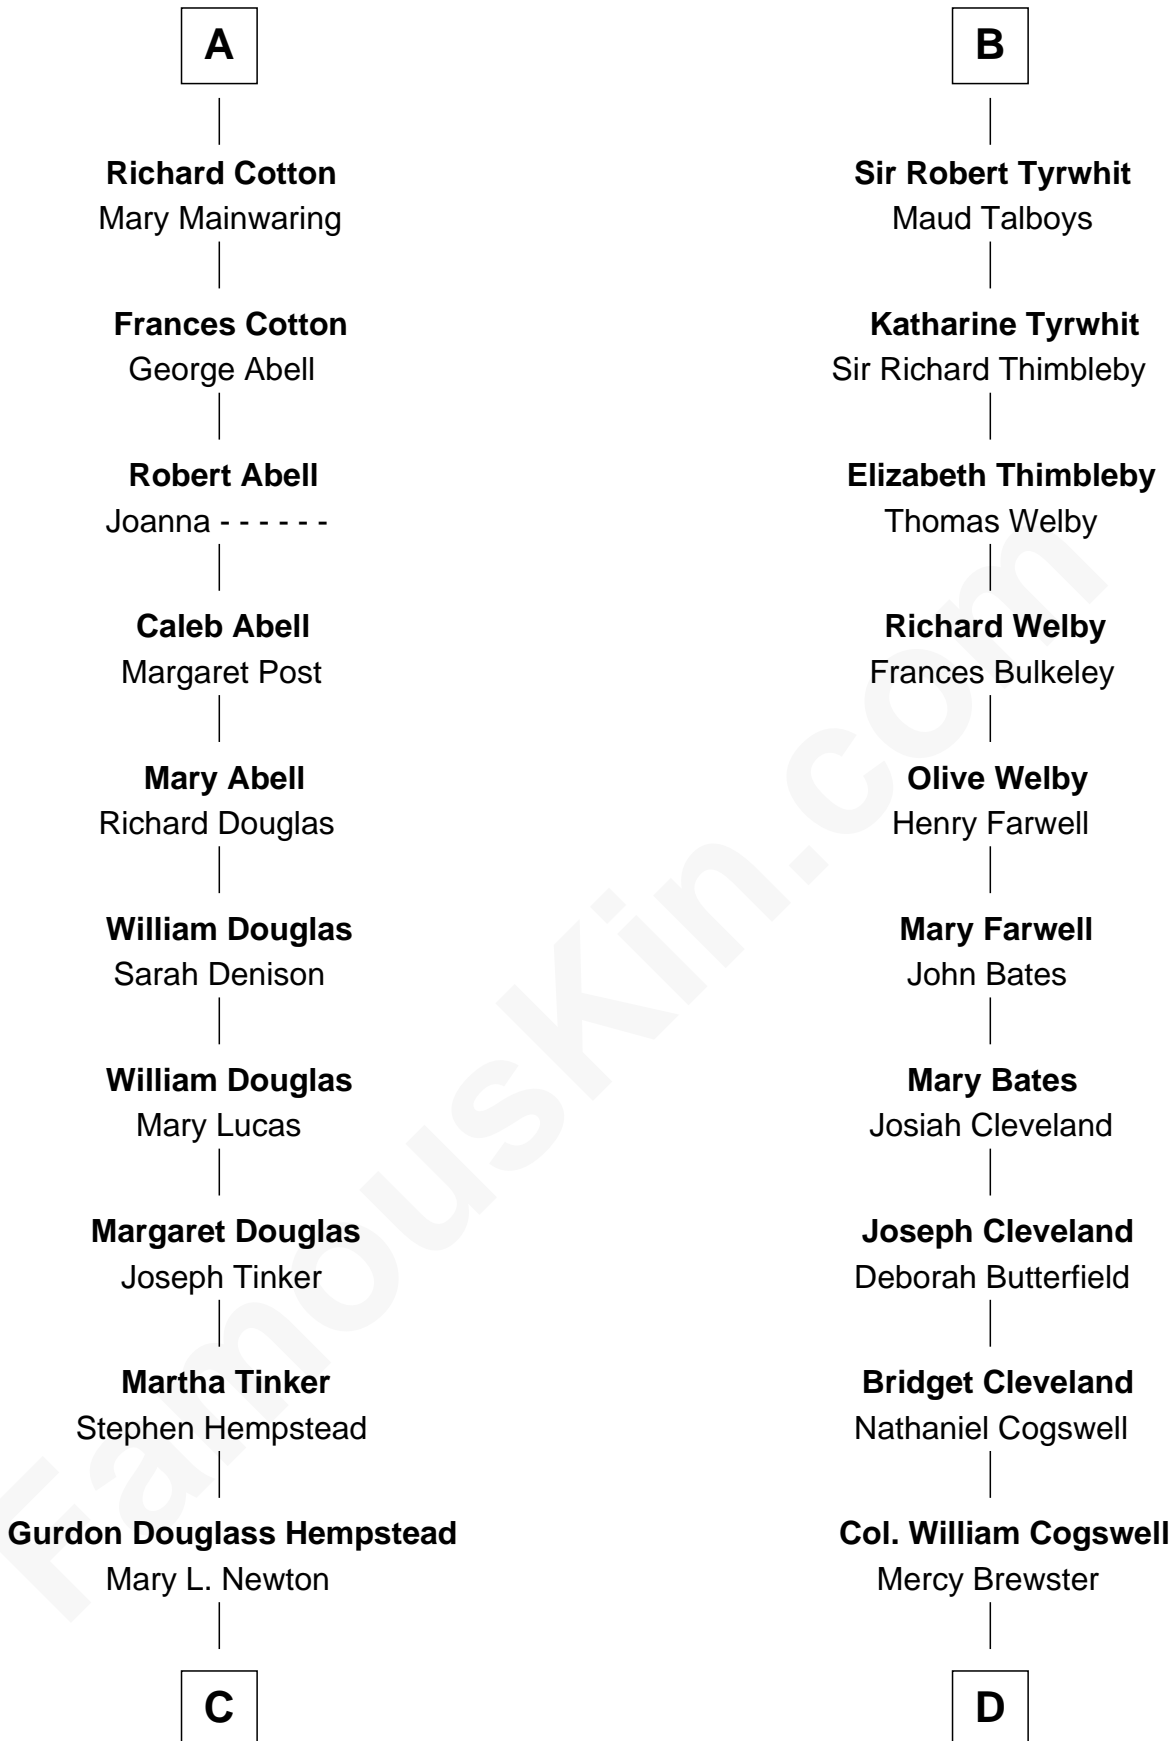 A
Richard Cotton
Mary Mainwaring
Frances Cotton
George Abell
Robert Abell
Joanna - - - - - -
Caleb Abell
Margaret Post
Mary Abell
Richard Douglas
William Douglas
Sarah Denison
William Douglas
Mary Lucas
Margaret Douglas
Joseph Tinker
Martha Tinker
Stephen Hempstead
Gurdon Douglass Hempstead
Mary L. Newton
C
B
Sir Robert Tyrwhit
Maud Talboys
Katharine Tyrwhit
Sir Richard Thimbleby
Elizabeth Thimbleby
Thomas Welby
Richard Welby
Frances Bulkeley
Olive Welby
Henry Farwell
Mary Farwell
John Bates
Mary Bates
Josiah Cleveland
Joseph Cleveland
Deborah Butterfield
Bridget Cleveland
Nathaniel Cogswell
Col. William Cogswell
Mercy Brewster
D
FamousKin.com